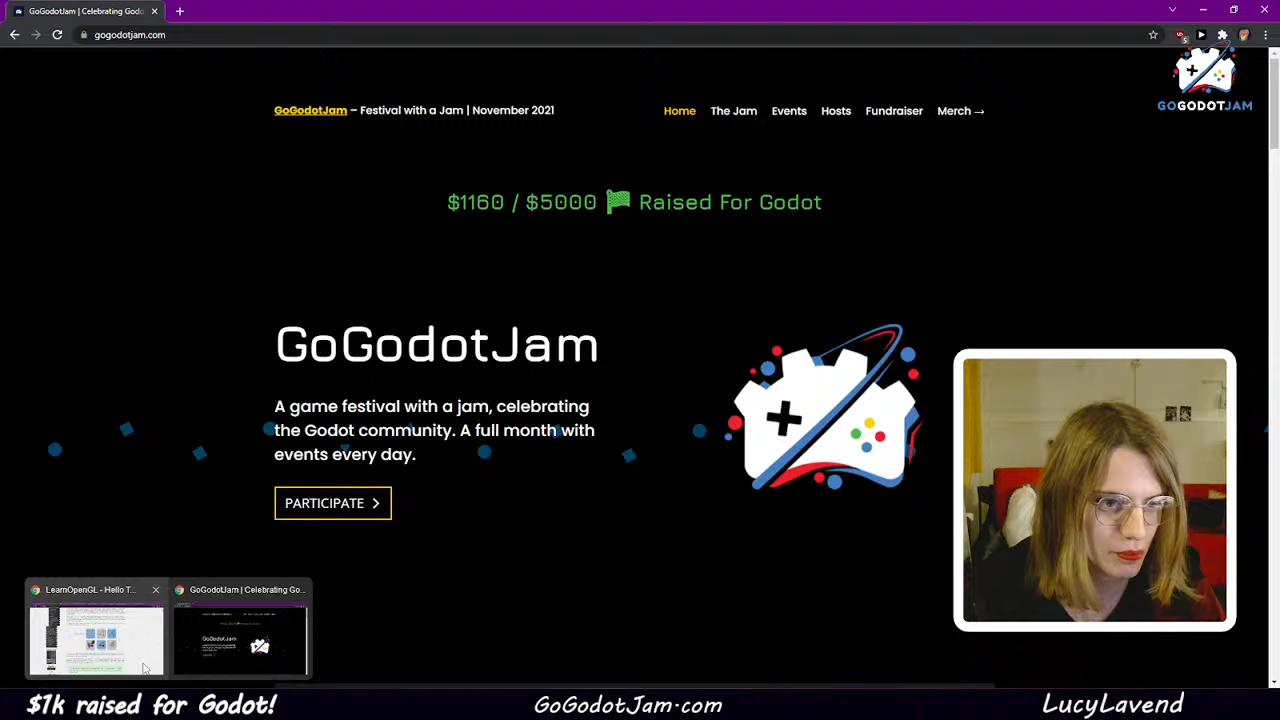 GoGodotJam | Celebrating Godo
gogodotjam.com
GOGODOTJAM
GoGodotJam – Festival with a Jam | November 2021
Home The Jam Events Hosts Fundraiser Merch →
$1160 / $5000 Raised For Godot
GoGodotJam
A game festival with a jam, celebrating
the Godot community. A full month with
events every day.
PARTICIPATE
LearnOpenGL - Hello T...
GoGodotJam | Celebrating Go...
GoGodotJam
$1k raised for Godot!
GoGodotJam.com
LucyLavend